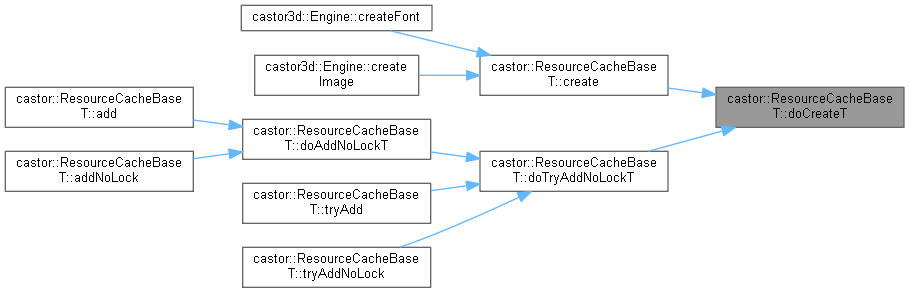 castor3d::Engine::createFont
castor3d::Engine::create
Image
castor::ResourceCacheBase
T::create
castor::ResourceCacheBase
T::doCreateT
castor::ResourceCacheBase
T::add
castor::ResourceCacheBase
T::doAddNoLockT
castor::ResourceCacheBase
T::addNoLock
castor::ResourceCacheBase
T::doTryAddNoLockT
castor::ResourceCacheBase
T::tryAdd
castor::ResourceCacheBase
T::tryAddNoLock